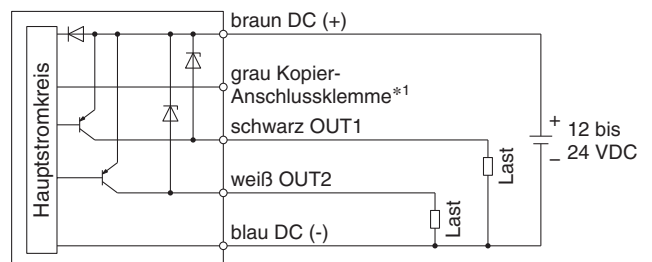 braun DC (+)
grau Kopier-
Anschlussklemme*1
schwarz OUT1
weiß OUT2
blau DC (-)
Hauptstromkreis
Last
Last
+
12 bis
24 VDC
−